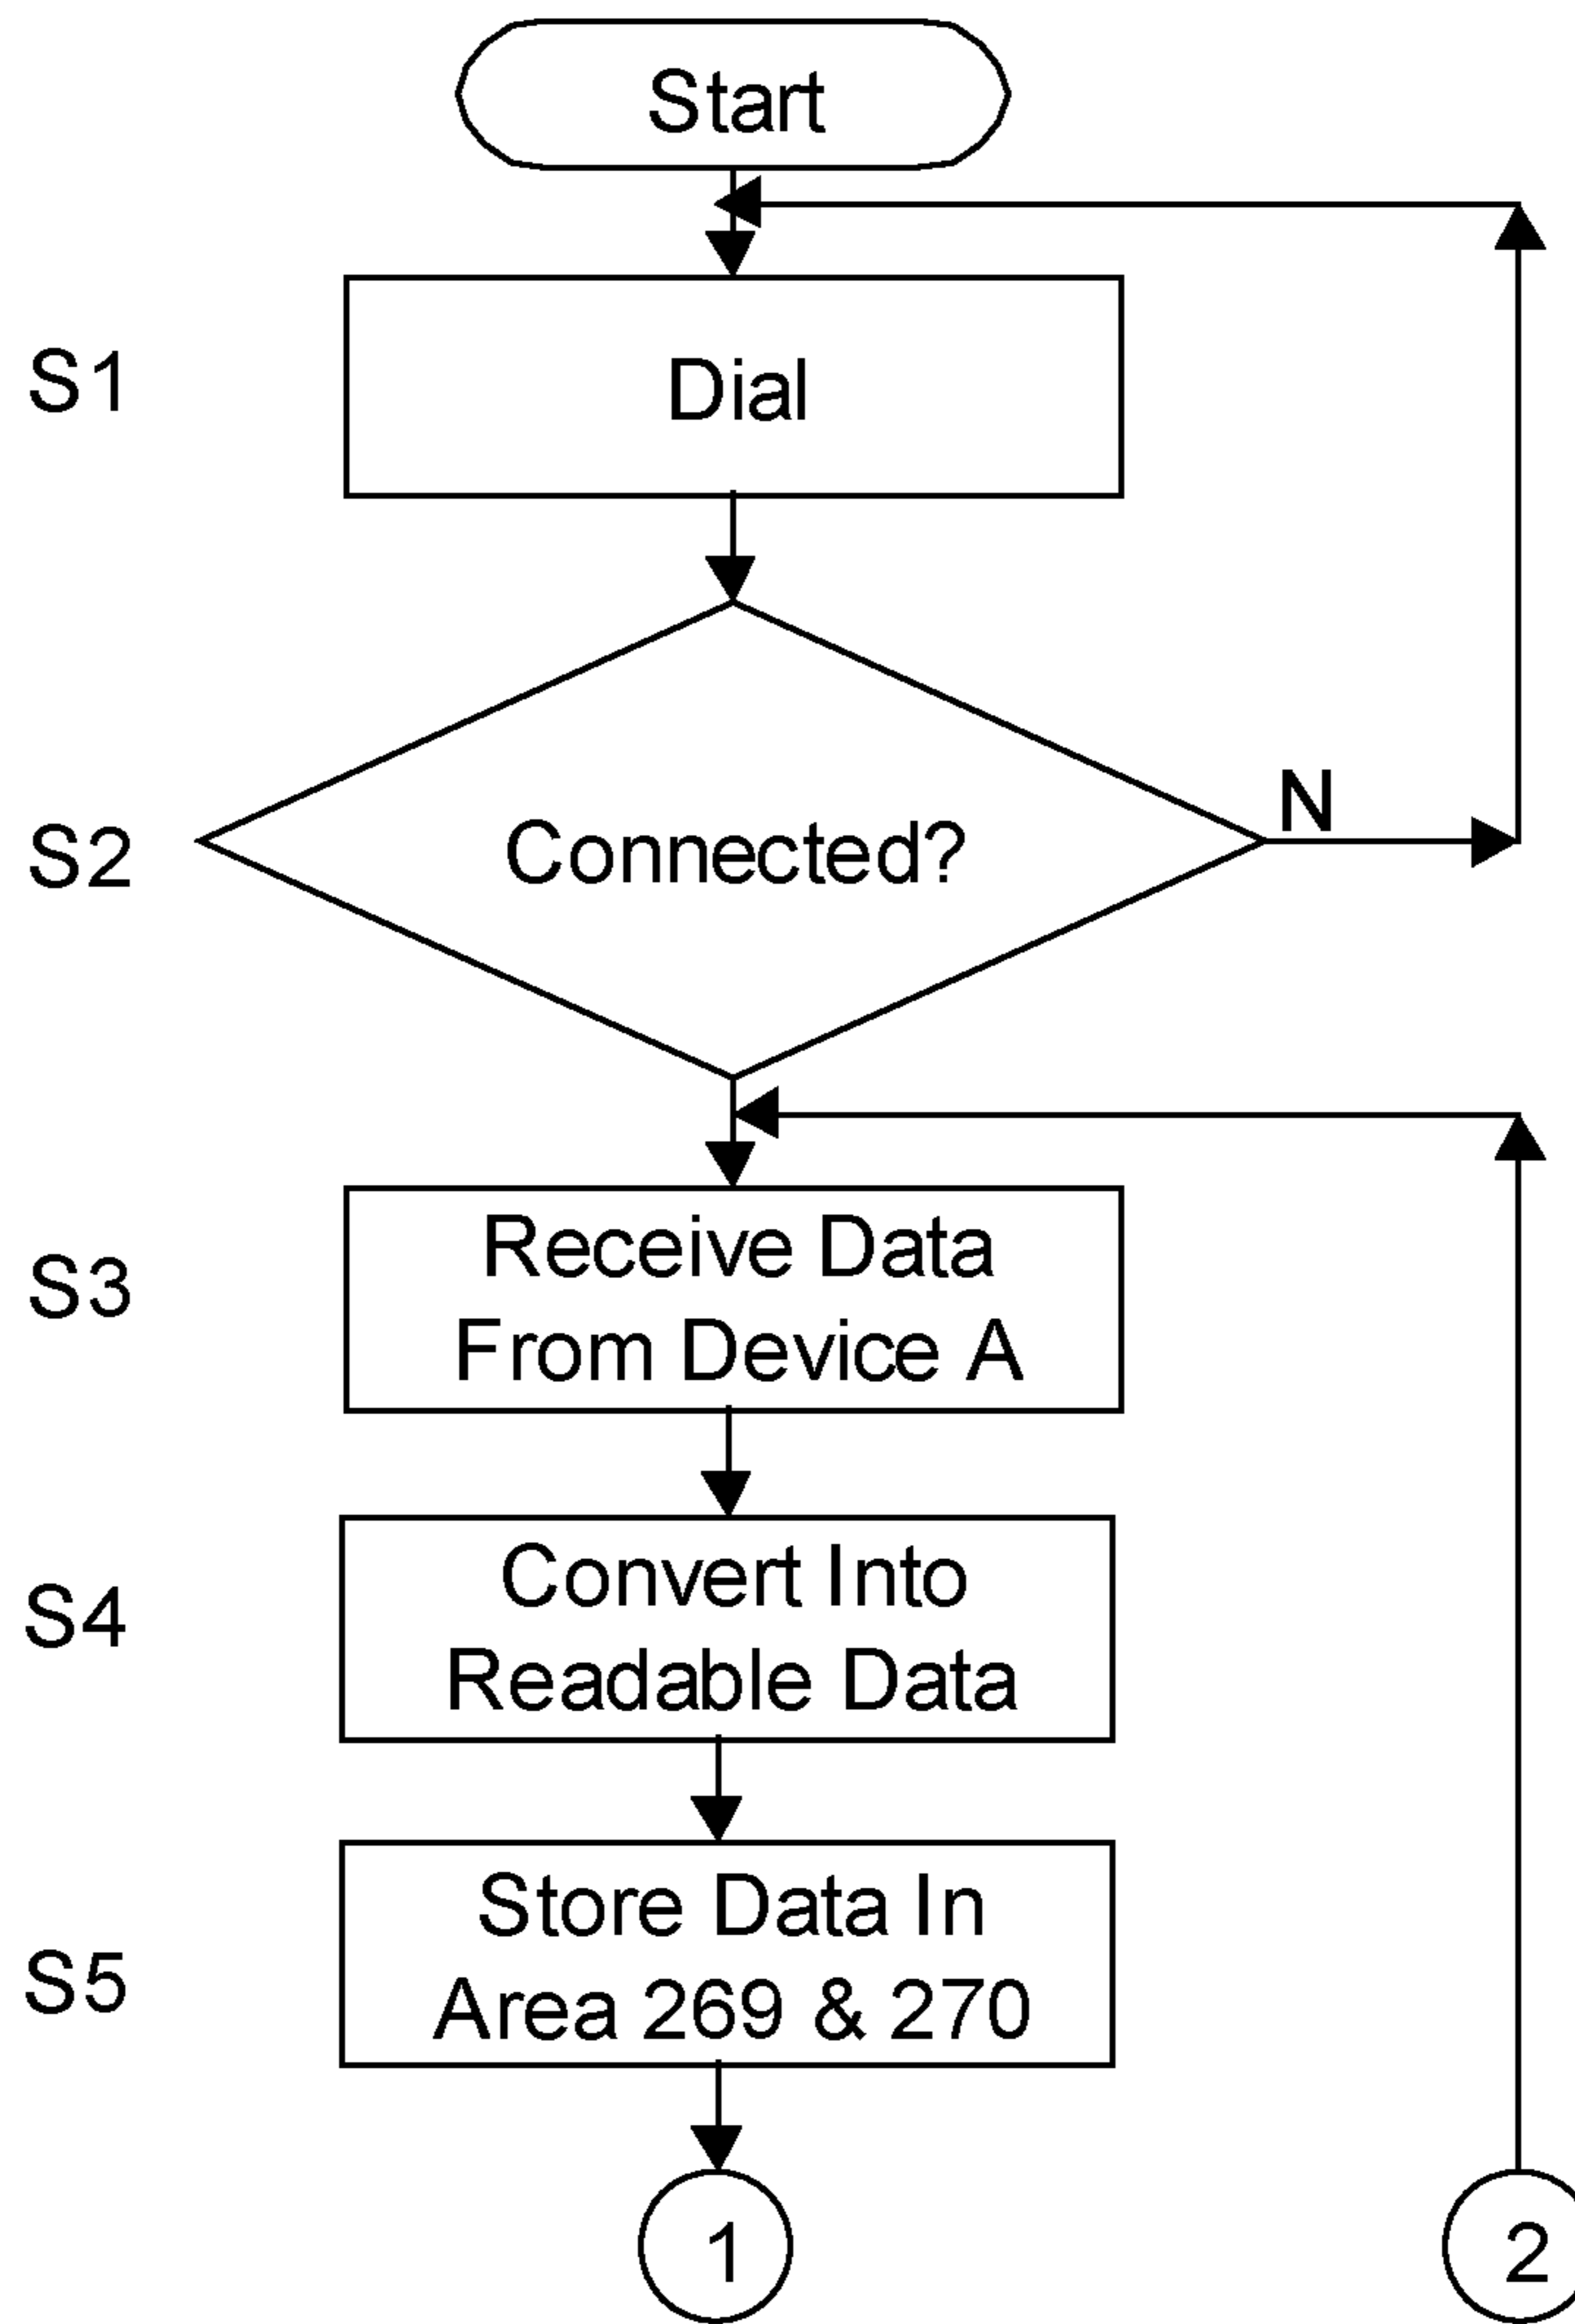 Start
S1
Dial
S2
Connected?
N
S3
Receive Data
From Device A
S4
Convert Into
Readable Data
S5
Store Data In
Area 269 & 270
1
2